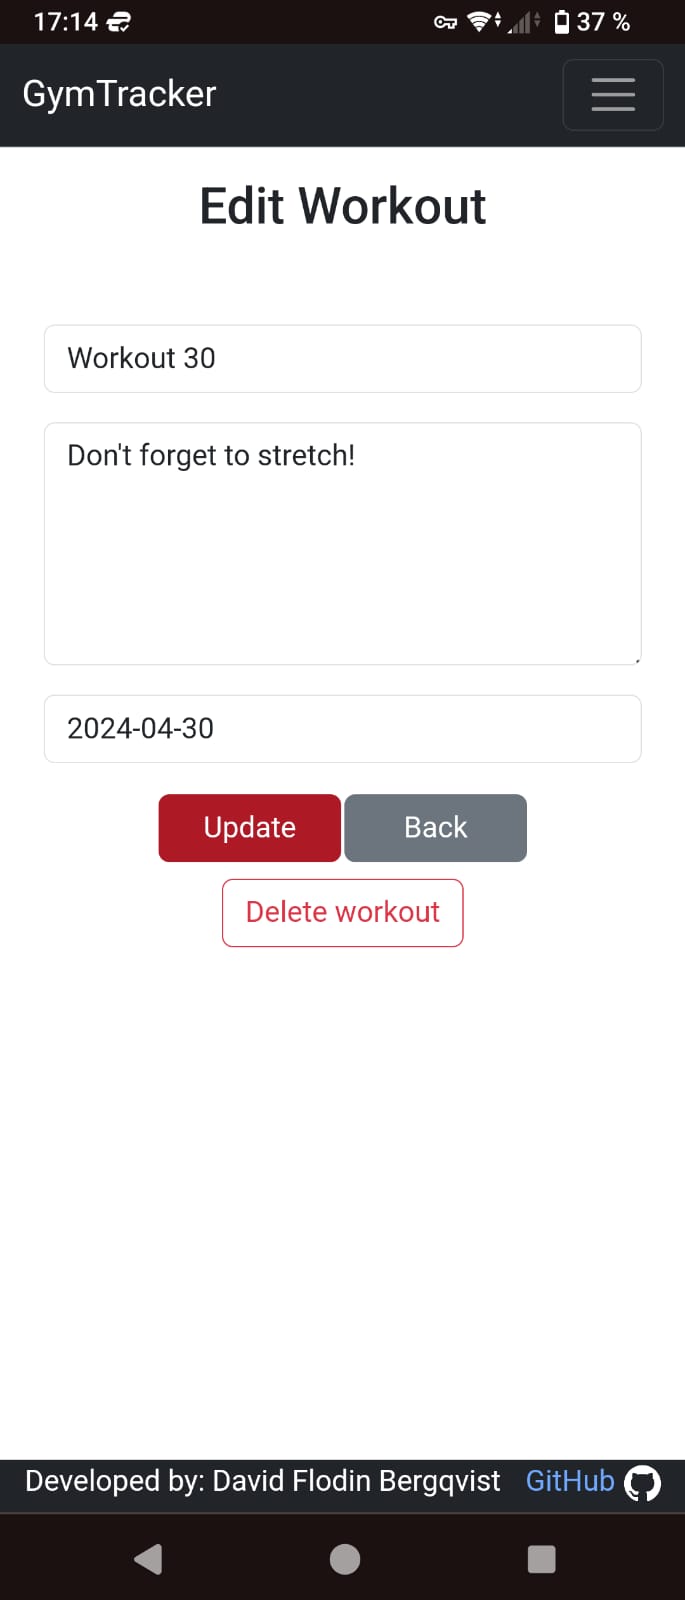 17:14 37 %
GymTracker
Edit Workout
Workout 30
Don't forget to stretch!
2024-04-30
Update Back
Delete workout
Developed by: David Flodin Bergqvist GitHub